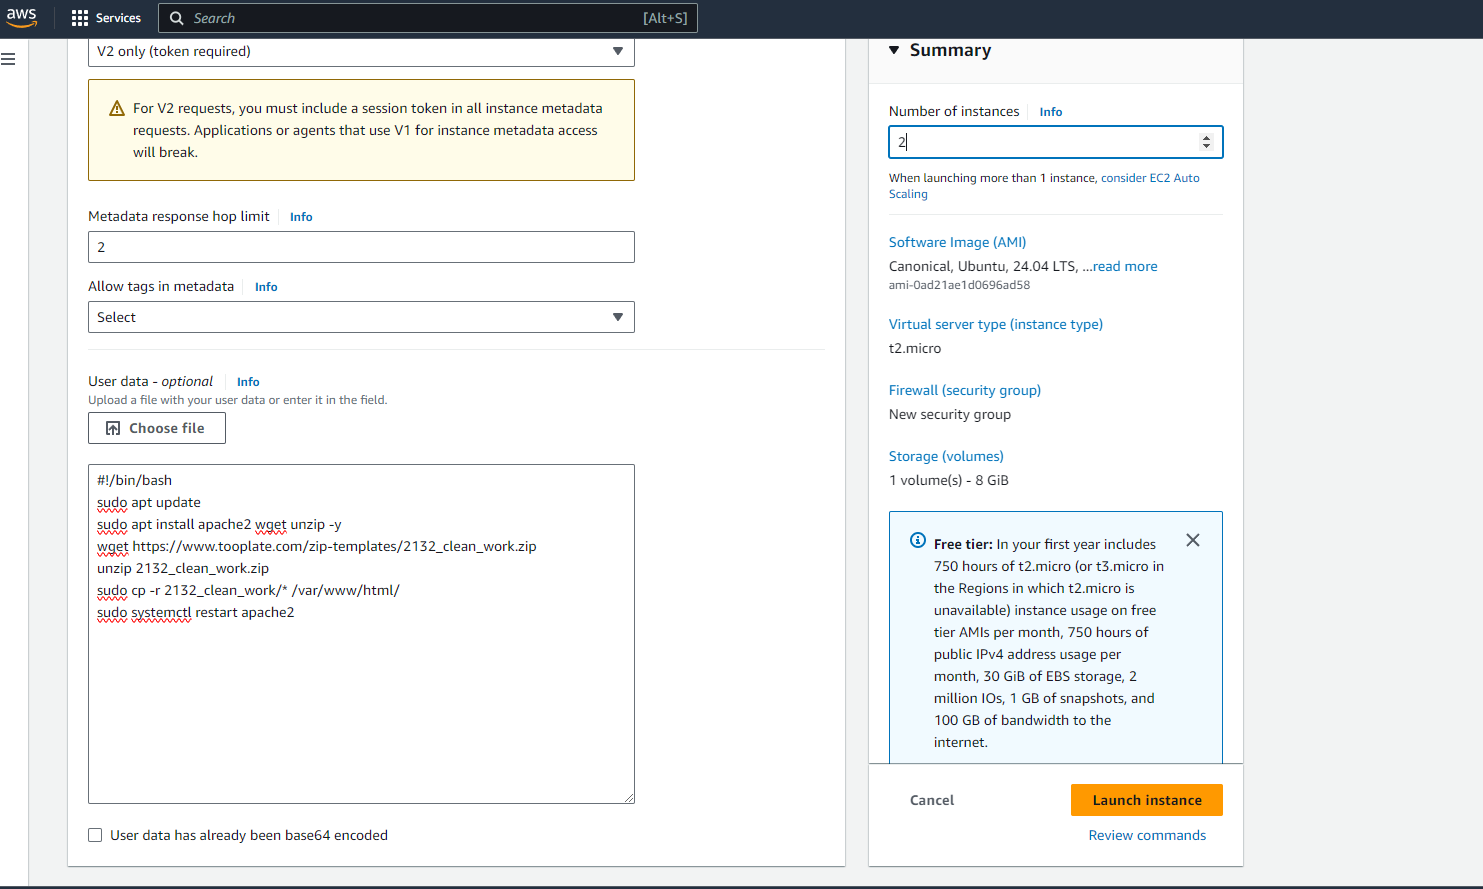 aws
Services
Search
[Alt+S]
V2 only (token required)
For V2 requests, you must include a session token in all instance metadata
requests. Applications or agents that use V1 for instance metadata access
will break.
Metadata response hop limit
Info
2
Allow tags in metadata
Info
Select
User data - optional
Info
Upload a file with your user data or enter it in the field.
Choose file
#!/bin/bash
sudo apt update
sudo apt install apache2 wget unzip -y
wget https://www.tooplate.com/zip-templates/2132_clean_work.zip
unzip 2132_clean_work.zip
sudo cp -r 2132_clean_work/* /var/www/html/
sudo systemctl restart apache2
User data has already been base64 encoded
Summary
Number of instances
Info
2
When launching more than 1 instance, consider EC2 Auto
Scaling
Software Image (AMI)
Canonical, Ubuntu, 24.04 LTS, ...read more
ami-0ad21ae1d0696ad58
Virtual server type (instance type)
t2.micro
Firewall (security group)
New security group
Storage (volumes)
1 volume(s) - 8 GiB
Free tier: In your first year includes
750 hours of t2.micro (or t3.micro in
the Regions in which t2.micro is
unavailable) instance usage on free
tier AMIs per month, 750 hours of
public IPv4 address usage per
month, 30 GiB of EBS storage, 2
million IOs, 1 GB of snapshots, and
100 GB of bandwidth to the
internet.
Cancel
Launch instance
Review commands